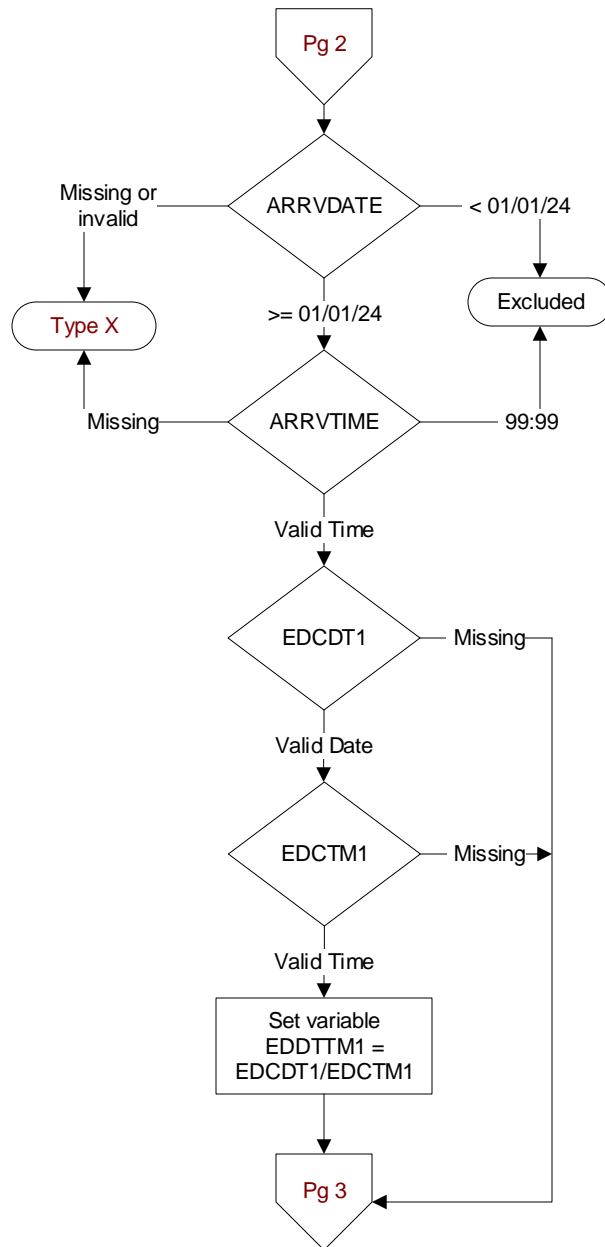 Pg 2
Missing or
invalid
ARRVDATE
< 01/01/24
Type X
>= 01/01/24
Excluded
Missing
ARRVTIME
99:99
Valid Time
EDCDT1
Missing
Valid Date
EDCTM1
Missing
Valid Time
Set variable
EDDTTM1 =
EDCDT1/EDCTM1
Pg 3